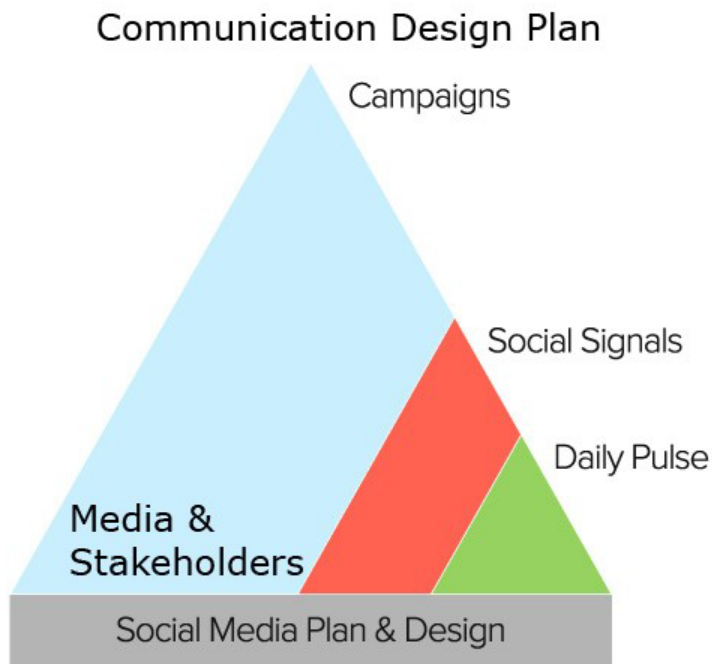 Communication Design Plan
Campaigns
Social Signals
Daily Pulse
Media &
Stakeholders
Social Media Plan & Design